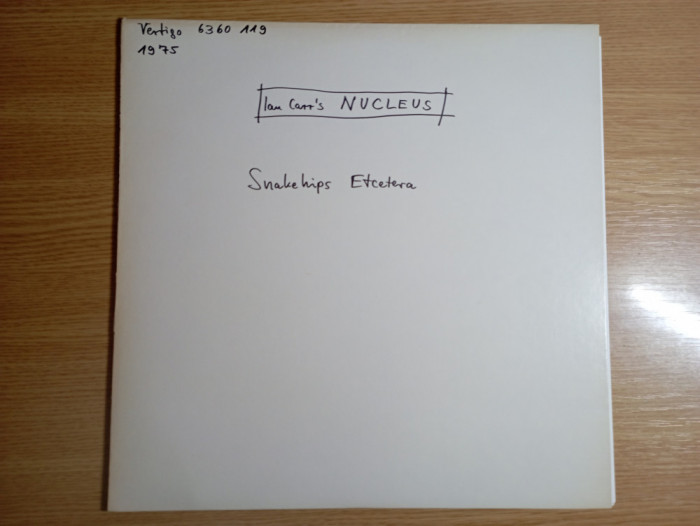 Vertigo 6360 119
1975
Ian Carr's NUCLEUS
Snakehips Etcetera